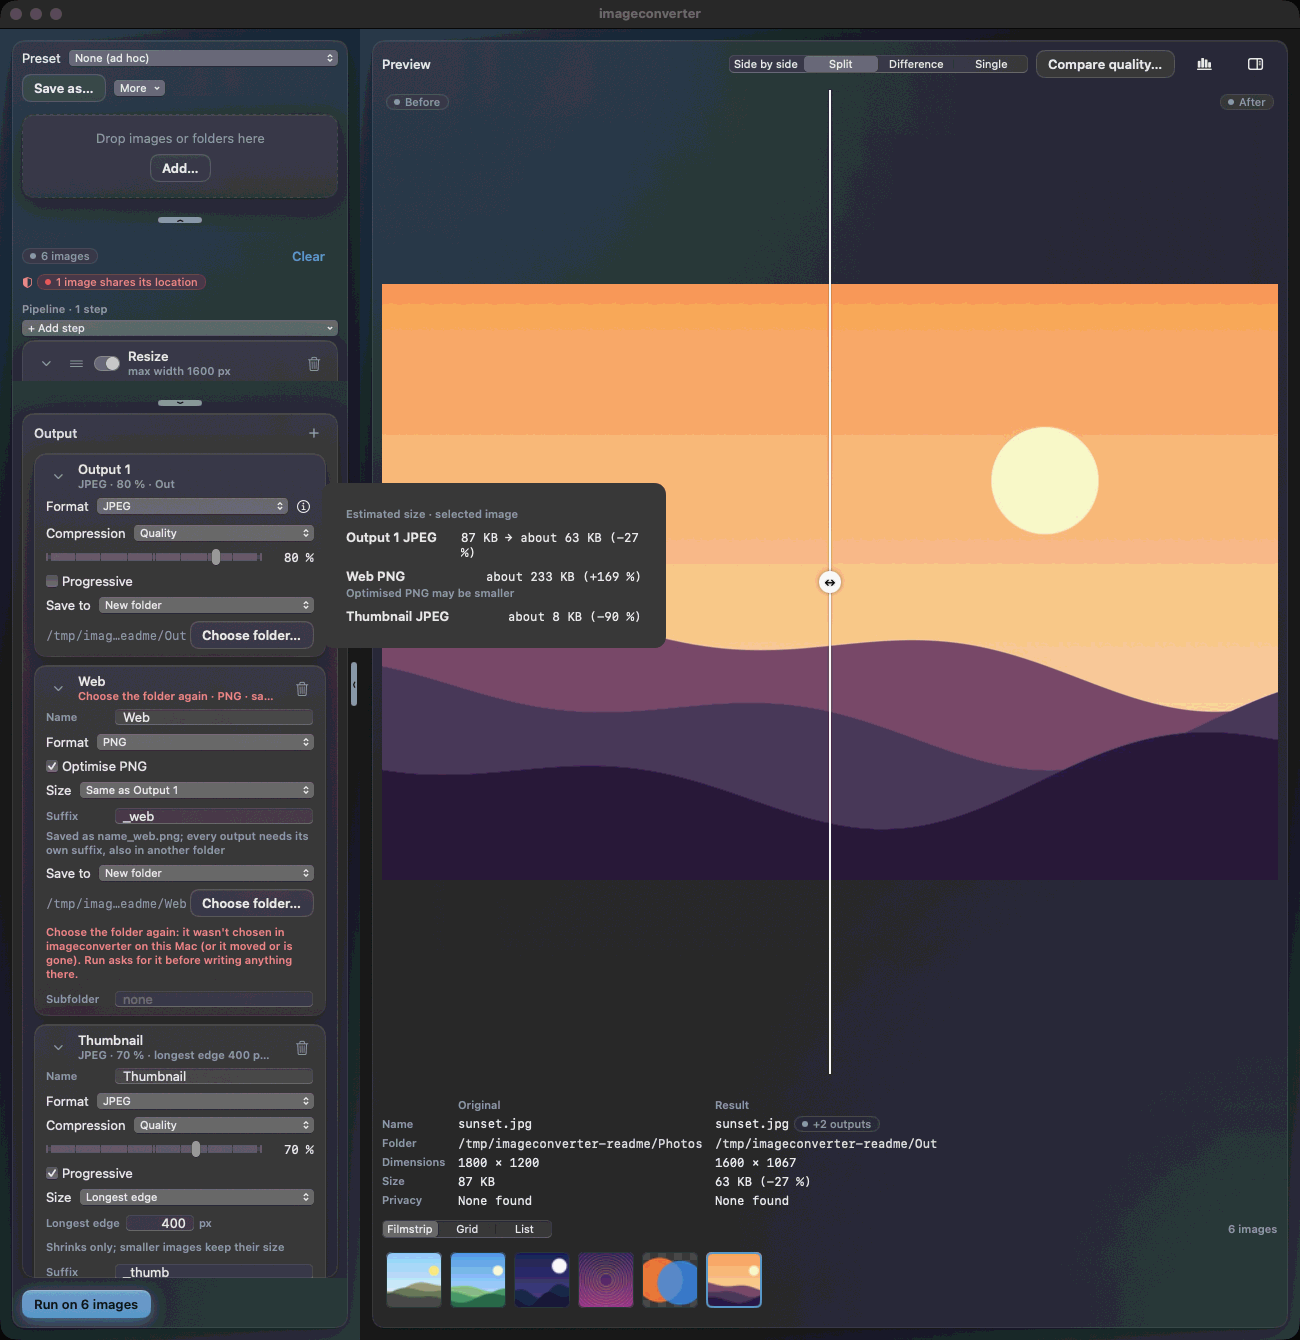 imageconverter
Preset None (ad hoc)
Save as... More
Drop images or folders here
Add...
6 images Clear
1 image shares its location
Pipeline · 1 step
+ Add step
Resize
max width 1600 px
Output +
Output 1
JPEG · 80 % · Out
Format JPEG
Compression Quality
80 %
Progressive
Save to New folder
/tmp/imag…eadme/Out Choose folder...
Web
Choose the folder again · PNG · sa...
Name Web
Format PNG
Optimise PNG
Size Same as Output 1
Suffix _web
Saved as name_web.png; every output needs its
own suffix, also in another folder
Save to New folder
/tmp/imag…eadme/Web Choose folder...
Choose the folder again: it wasn't chosen in
imageconverter on this Mac (or it moved or is
gone). Run asks for it before writing anything
there.
Subfolder none
Thumbnail
JPEG · 70 % · longest edge 400 p...
Name Thumbnail
Format JPEG
Compression Quality
70 %
Progressive
Size Longest edge
Longest edge 400 px
Shrinks only; smaller images keep their size
Suffix _thumb
Run on 6 images
Preview Side by side Split Difference Single Compare quality...
Before After
Estimated size · selected image
Output 1 JPEG 87 KB → about 63 KB (−27
%)
Web PNG about 233 KB (+169 %)
Optimised PNG may be smaller
Thumbnail JPEG about 8 KB (−90 %)
Original Result
Name sunset.jpg sunset.jpg +2 outputs
Folder /tmp/imageconverter-readme/Photos /tmp/imageconverter-readme/Out
Dimensions 1800 × 1200 1600 × 1067
Size 87 KB 63 KB (−27 %)
Privacy None found None found
Filmstrip Grid List 6 images